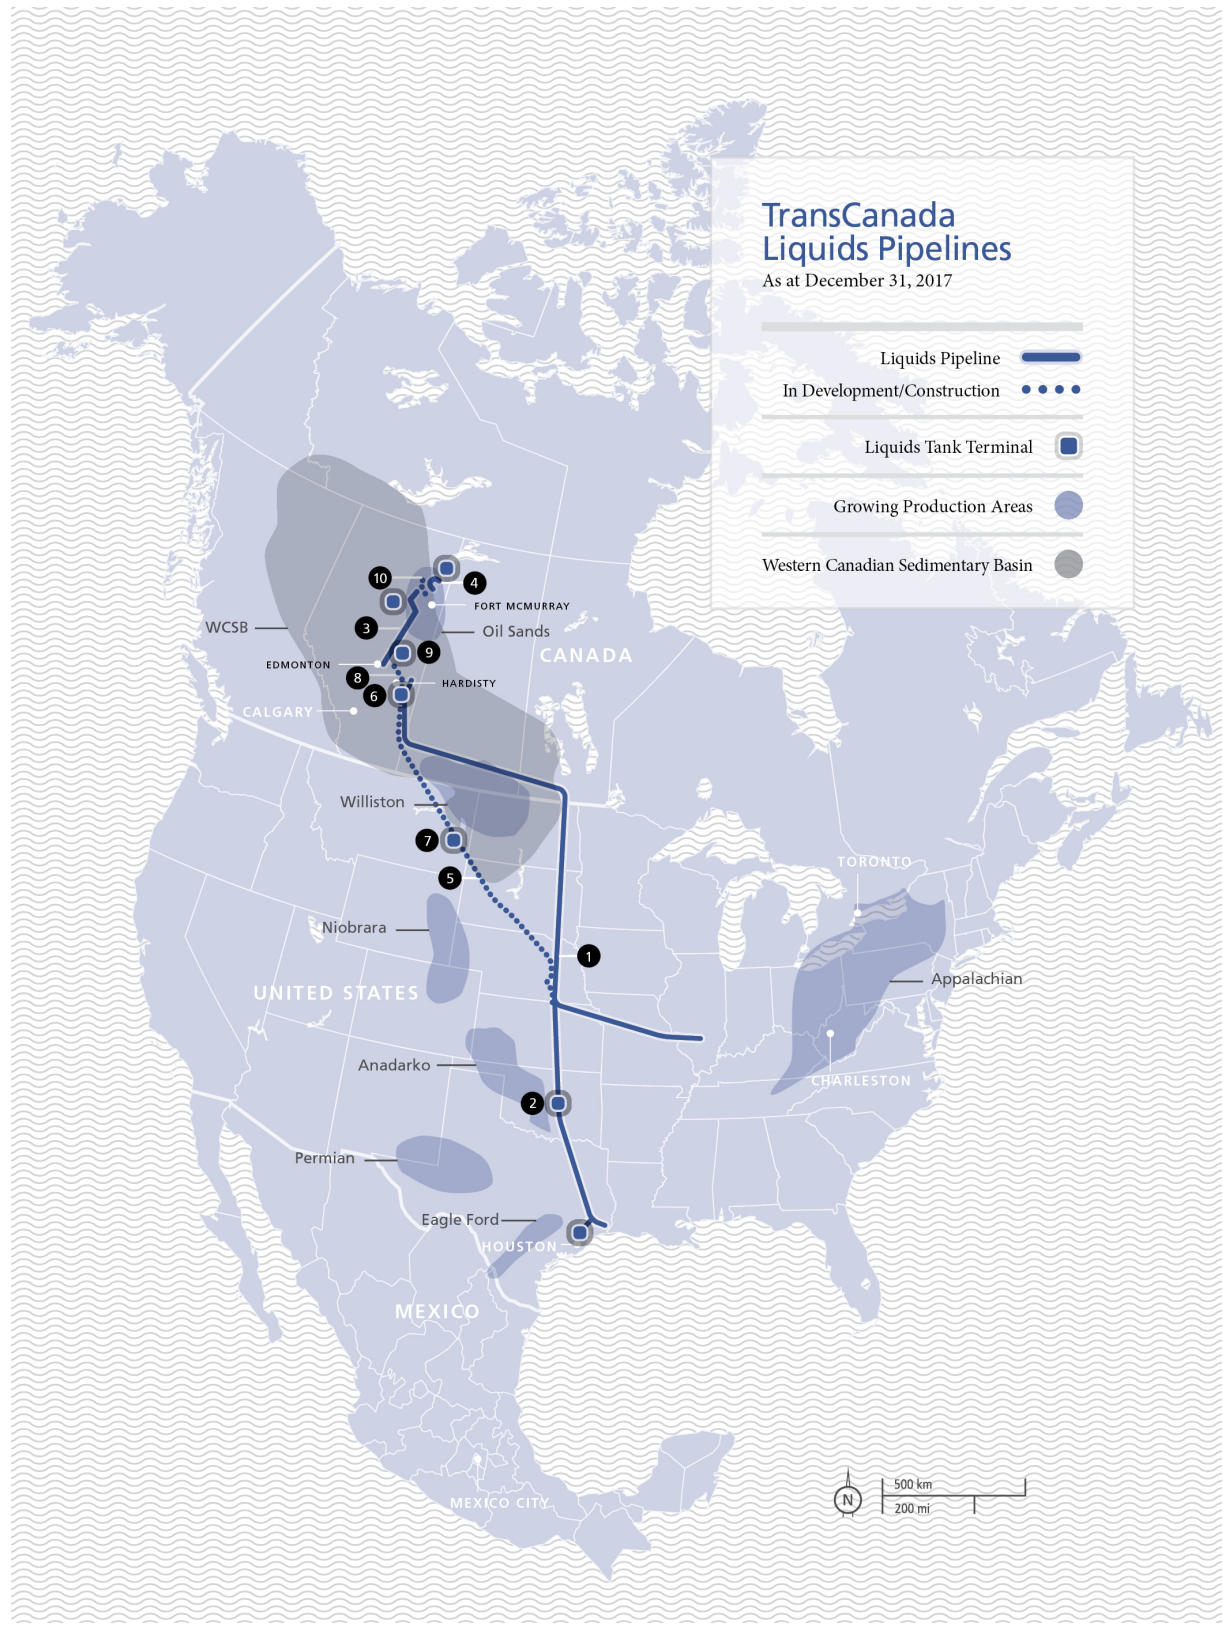 TransCanada
Liquids Pipelines
As at December 31, 2017
Liquids Pipeline
In Development/Construction
Liquids Tank Terminal
Growing Production Areas
Western Canadian Sedimentary Basin
10
4
FORT MCMURRAY
3
WCSB
Oil Sands
9
CANADA
EDMONTON
8
HARDISTY
6
CALGARY
Williston
7
TORONTO
5
Niobrara
1
Appalachian
UNITED STATES
Anadarko
CHARLESTON
2
Permian
Eagle Ford
HOUSTON
MEXICO
500 km
N
200 mi
MEXICO CITY